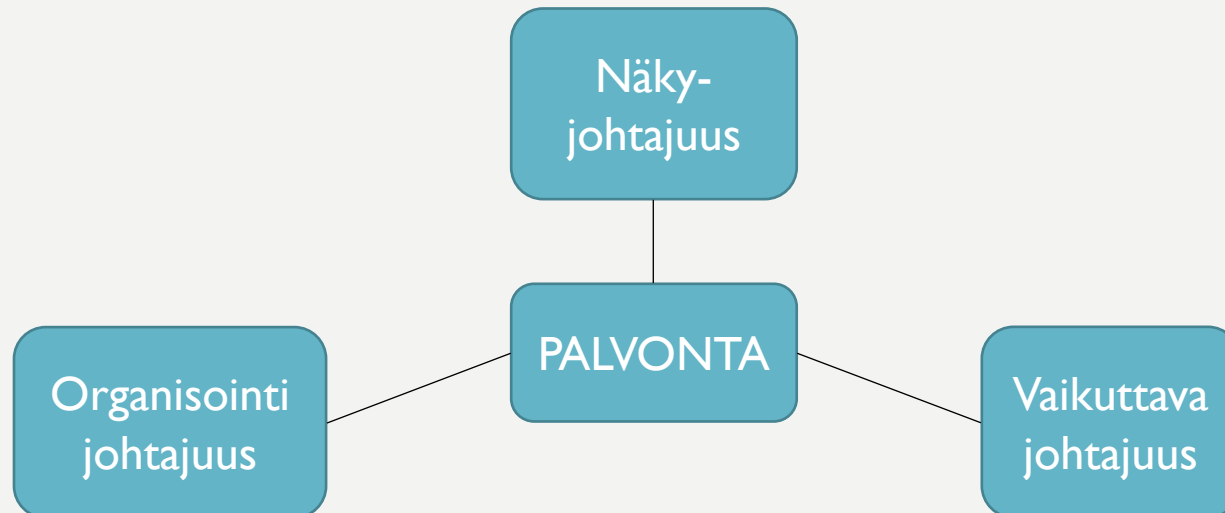 Näky-
johtajuus
PALVONTA
Organisointi
johtajuus
Vaikuttava
johtajuus